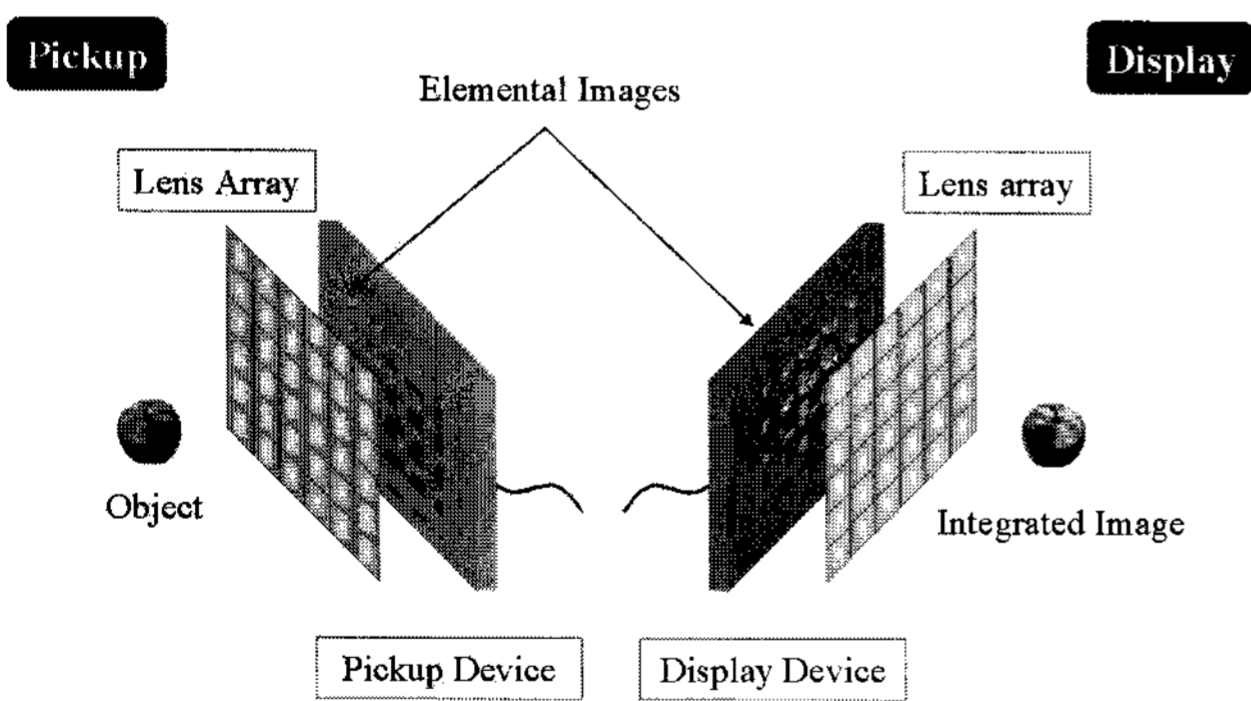 Pickup
Display
Elemental Images
Lens Array
Lens array
Object
Integrated Image
Pickup Device
Display Device